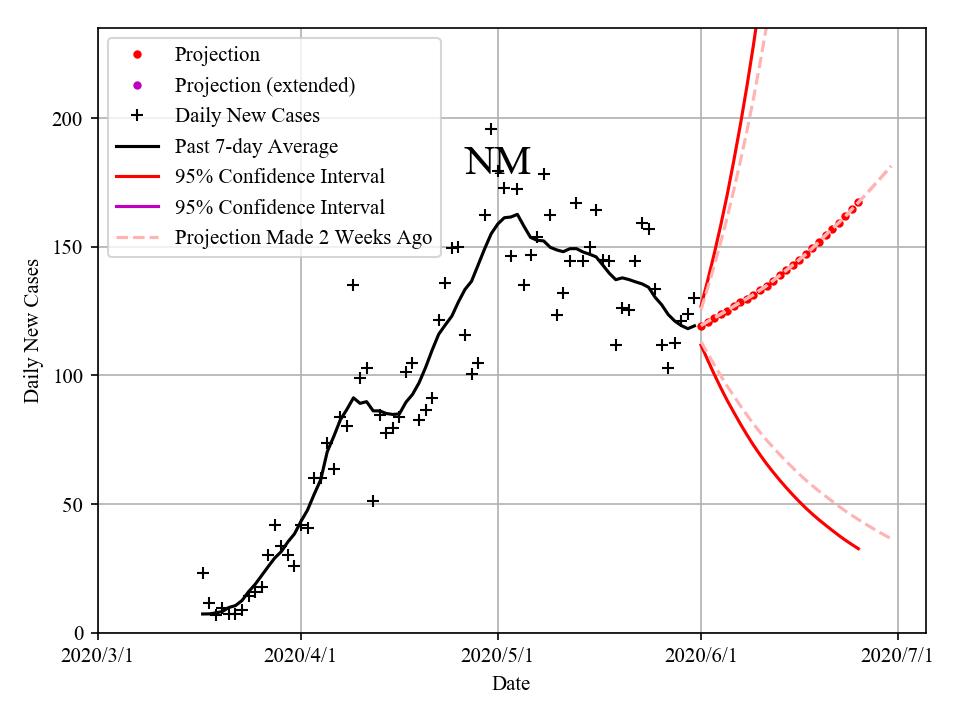 Projection
Projection (extended)
Daily New Cases
Past 7-day Average
95% Confidence Interval
95% Confidence Interval
Projection Made 2 Weeks Ago
NM
200
150
100
50
0
Daily New Cases
2020/3/1
2020/4/1
2020/5/1
2020/6/1
2020/7/1
Date